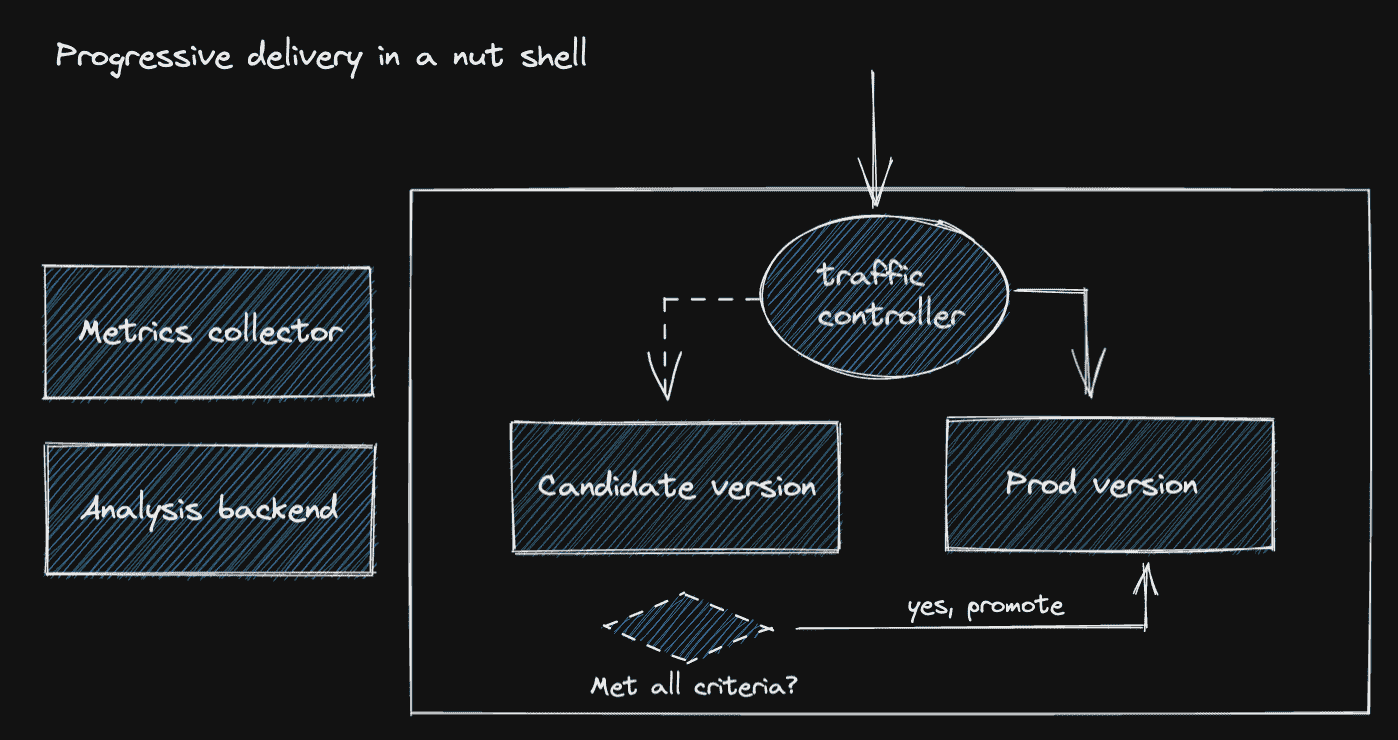 Progressive delivery in a nut shell
traffic
controller
Metrics collector
Analysis backend
Candidate version
Prod version
yes, promote
Met all criteria?